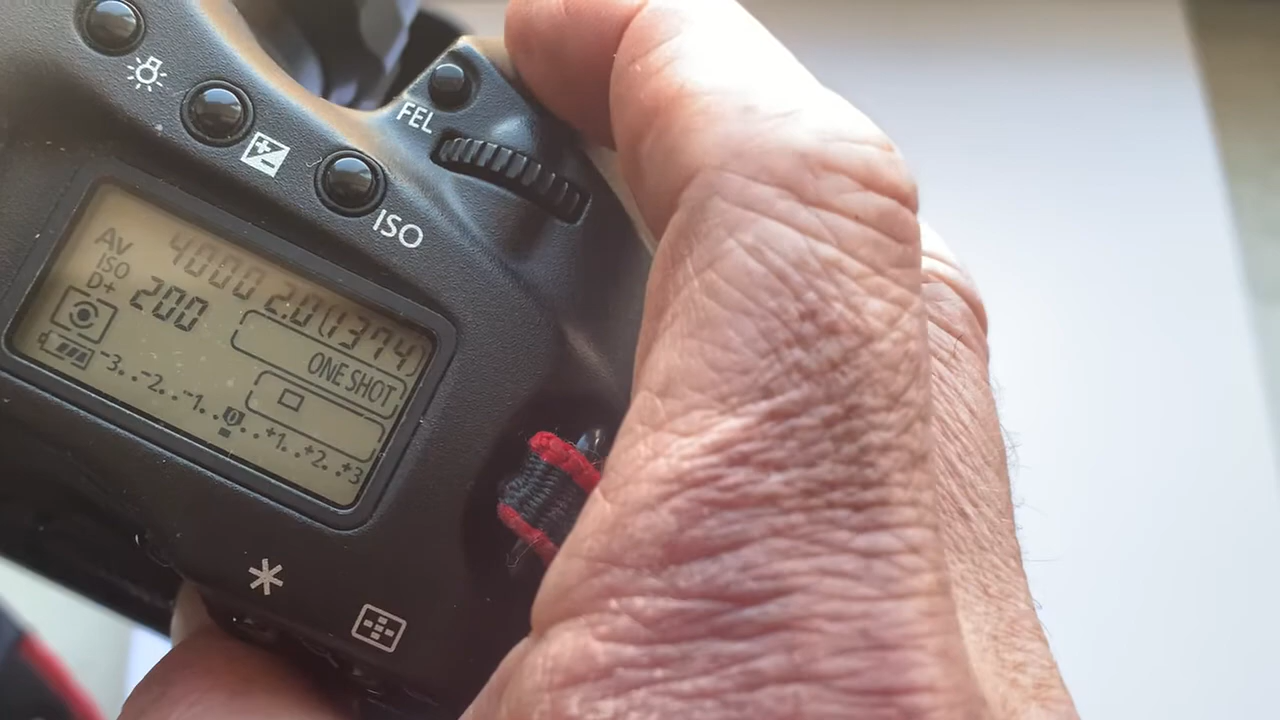 FEL
ISO
Av 4000 2.0 (1374)
ISO
D+ 200
ONE SHOT
-3..-2..-1..0..+1..+2..+3